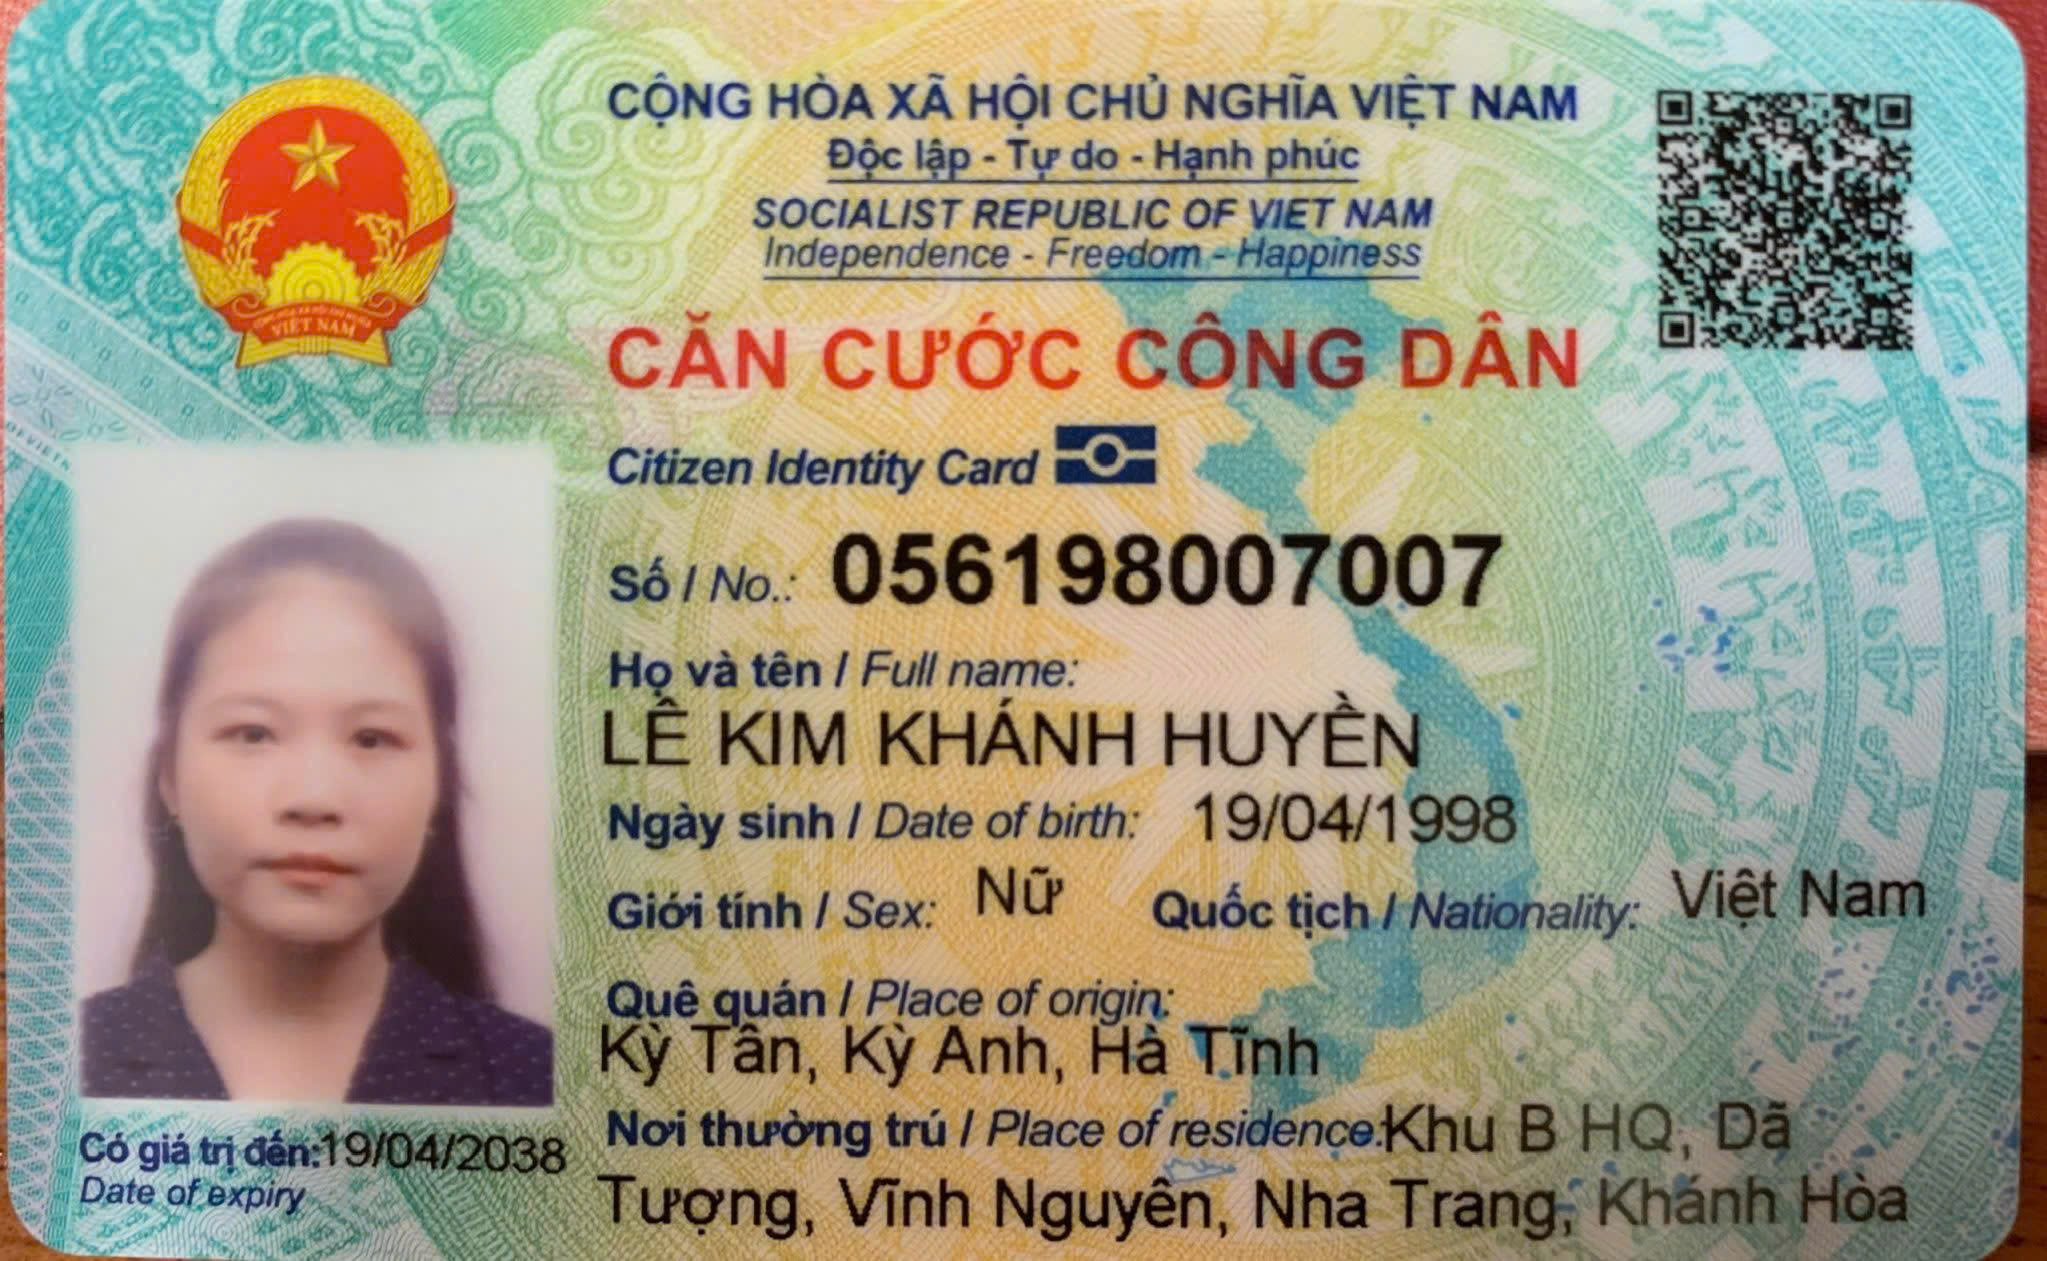 CỘNG HÒA XÃ HỘI CHỦ NGHĨA VIỆT NAM
Độc lập - Tự do - Hạnh phúc
SOCIALIST REPUBLIC OF VIET NAM
Independence - Freedom - Happiness
VIỆT NAM
CĂN CƯỚC CÔNG DÂN
Citizen Identity Card
Số / No.: 056198007007
Họ và tên / Full name:
LÊ KIM KHÁNH HUYỀN
Ngày sinh / Date of birth: 19/04/1998
Giới tính / Sex: Nữ Quốc tịch / Nationality: Việt Nam
Quê quán / Place of origin:
Kỳ Tân, Kỳ Anh, Hà Tĩnh
Nơi thường trú / Place of residence: Khu B HQ, Dã
Tượng, Vĩnh Nguyên, Nha Trang, Khánh Hòa
Có giá trị đến: 19/04/2038
Date of expiry